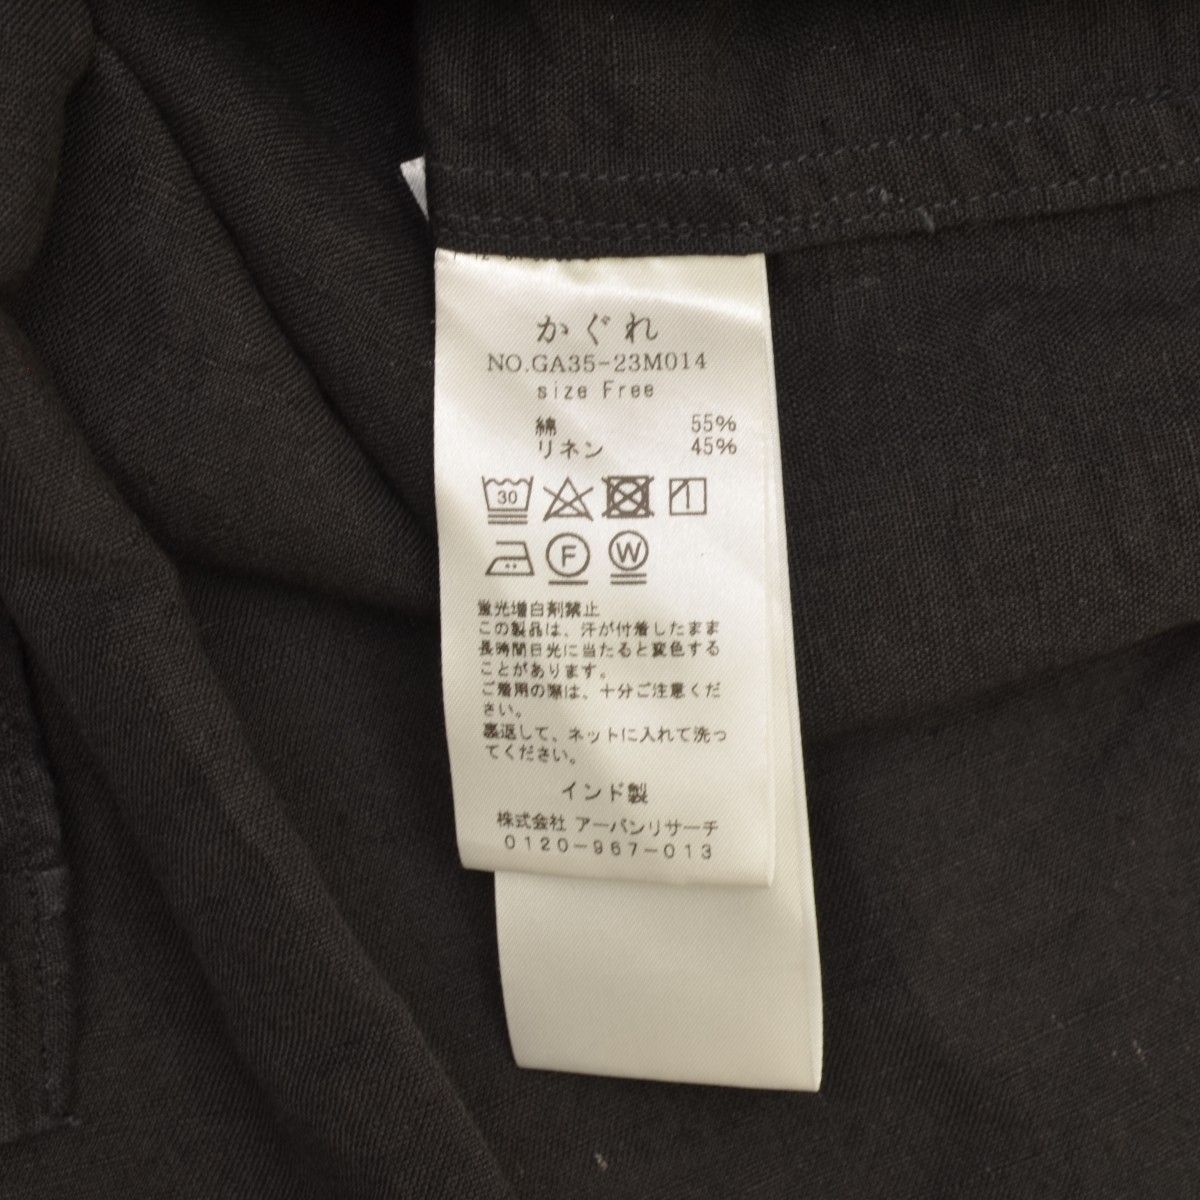 かぐれ
NO.GA35-23M014
size Free
綿 55%
リネン 45%
30
F W
蛍光増白剤禁止
この製品は、汗が付着したまま
長時間日光に当たると変色する
ことがあります。
ご着用の際は、十分ご注意くだ
さい。
裏返して、ネットに入れて洗っ
てください。
インド製
株式会社 アーバンリサーチ
0120-967-013